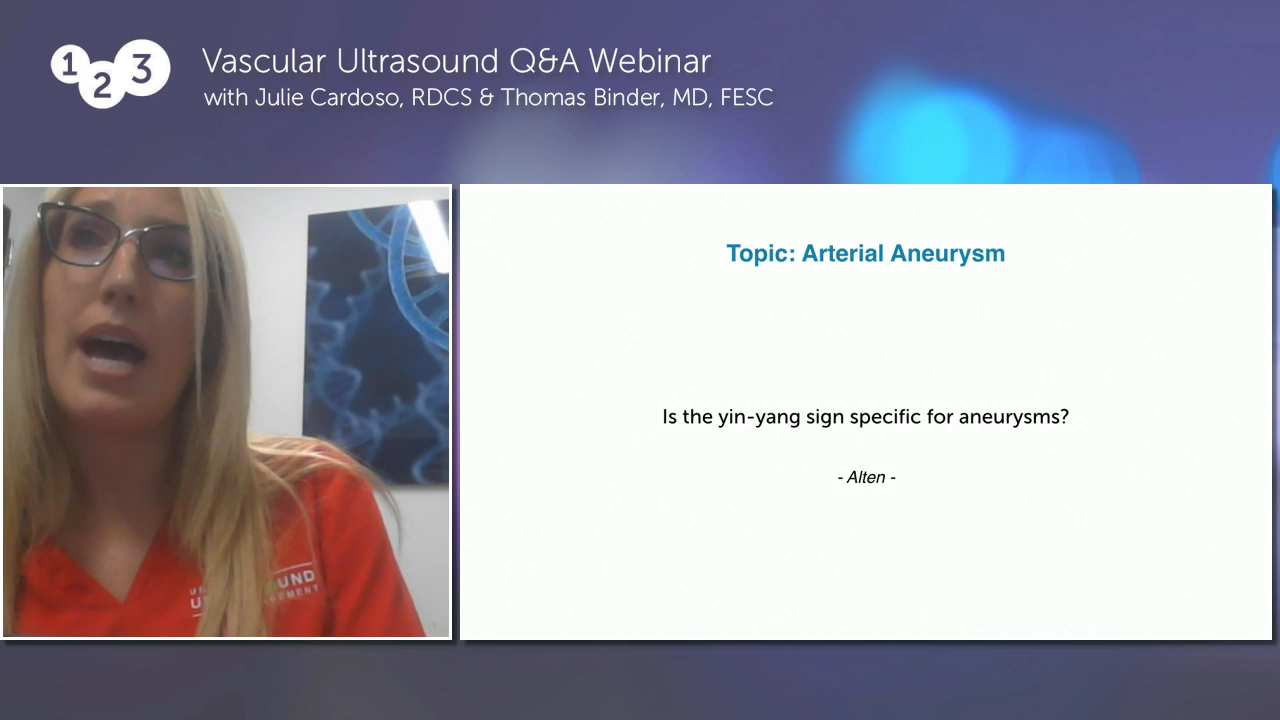 1 2 3
Vascular Ultrasound Q&A Webinar
with Julie Cardoso, RDCS & Thomas Binder, MD, FESC
Topic: Arterial Aneurysm
Is the yin-yang sign specific for aneurysms?
- Alten -